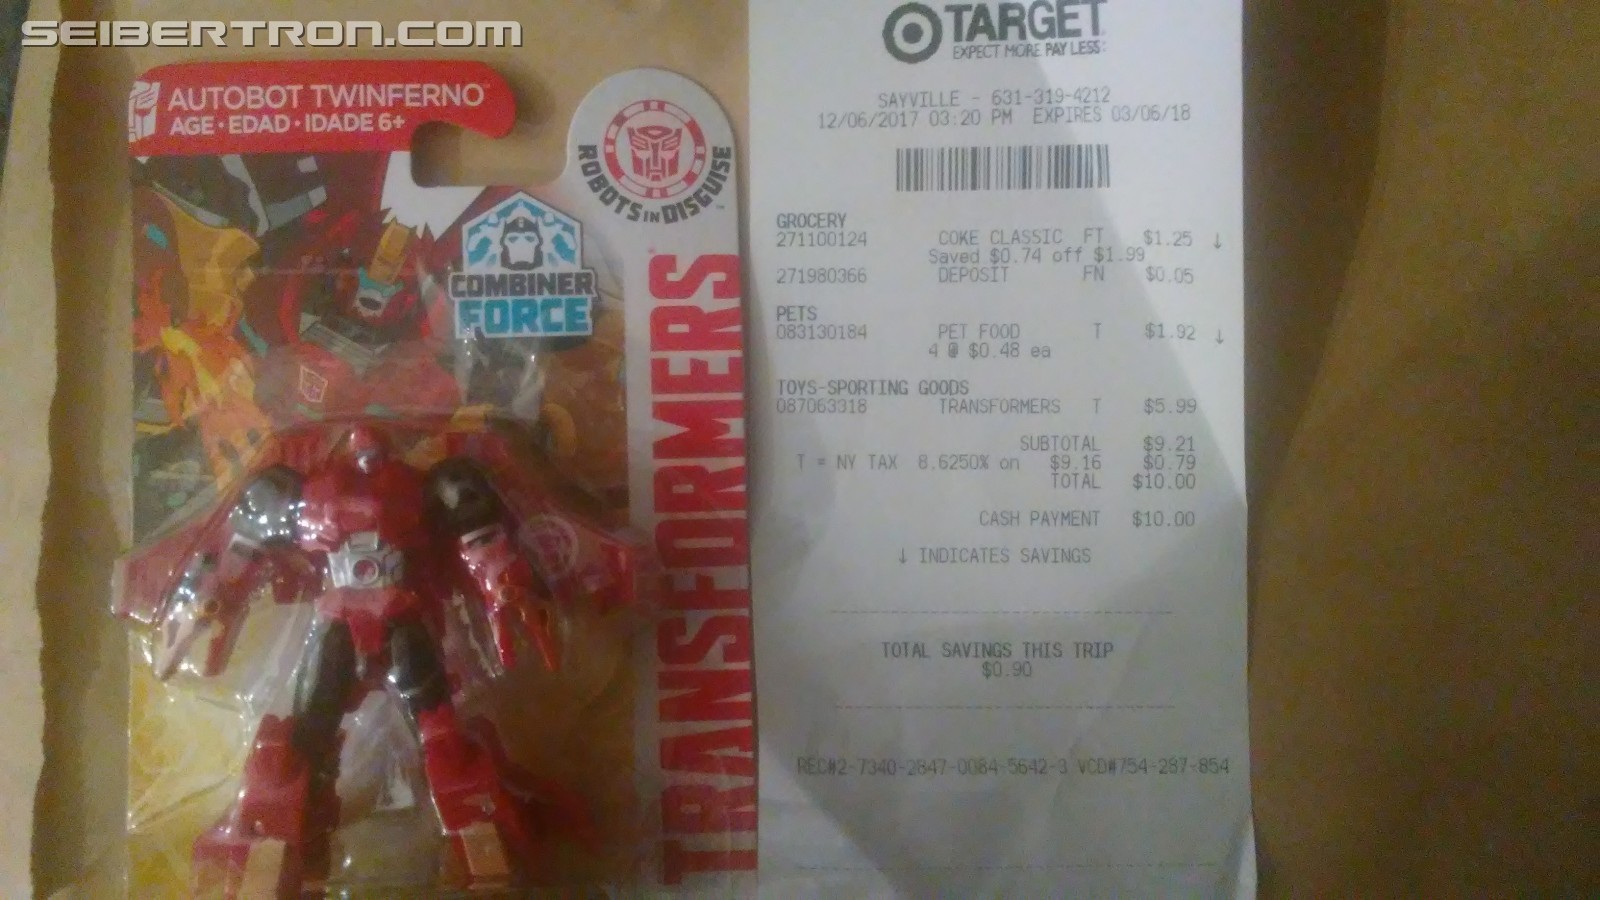 SEIBERTRON.com
AUTOBOT TWINFERNO
AGE • EDAD • IDADE 6+
ROBOTS IN DISGUISE
COMBINER
FORCE
TRANSFORMERS
TARGET
EXPECT MORE PAY LESS.
SAYVILLE - 631-319-4212
12/06/2017 03:20 PM EXPIRES 03/06/18
GROCERY
271100124 COKE CLASSIC FT $1.25 ↓
Saved $0.74 off $1.99
271980366 DEPOSIT FN $0.05
PETS
083130184 PET FOOD T $1.92 ↓
4 @ $0.48 ea
TOYS-SPORTING GOODS
087063318 TRANSFORMERS T $5.99
SUBTOTAL $9.21
T = NY TAX 8.6250% on $9.16 $0.79
TOTAL $10.00
CASH PAYMENT $10.00
↓ INDICATES SAVINGS
TOTAL SAVINGS THIS TRIP
$0.90
REC#2-7340-2847-0084-5642-3 VCD#754-287-854